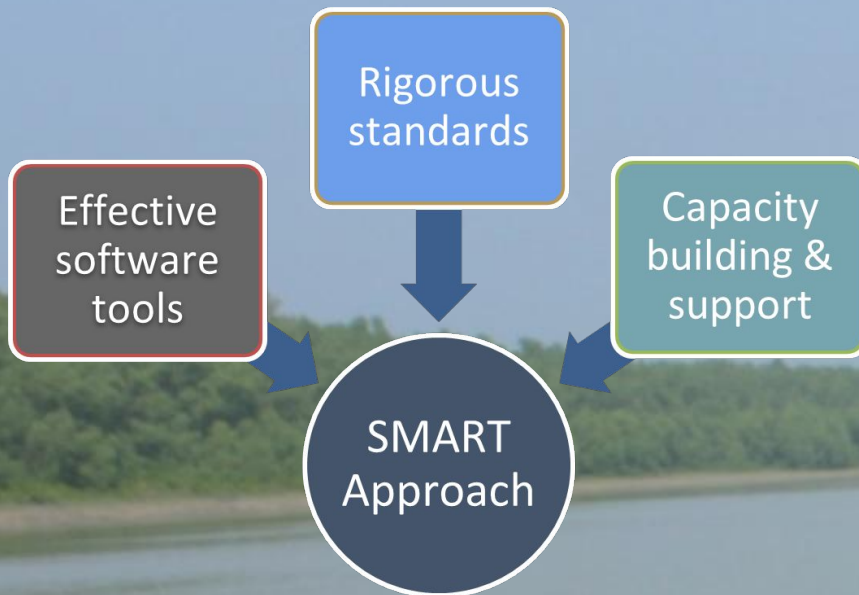 Rigorous
standards
Effective
software
tools
Capacity
building &
support
SMART
Approach